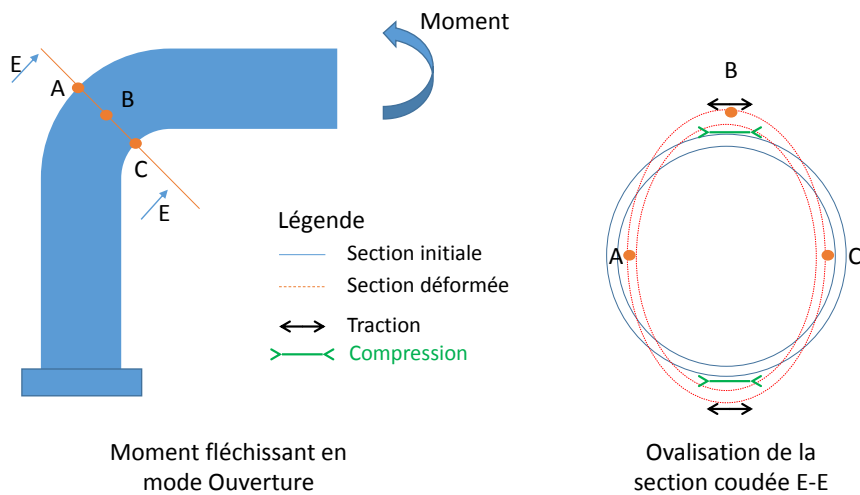 Moment
E
A
B
C
E
Légende
Section initiale
Section déformée
Traction
Compression
Moment fléchissant en
mode Ouverture
B
A
C
Ovalisation de la
section coudée E-E